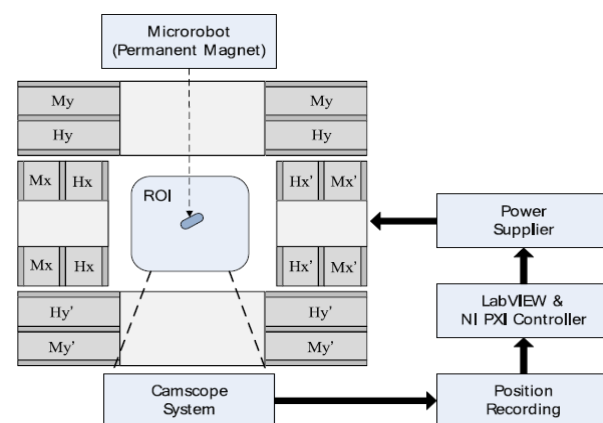 Microrobot
(Permanent Magnet)
My My
Hy Hy
Mx Hx Hx' Mx'
ROI
Mx Hx Hx' Mx'
Hy' Hy'
My' My'
Power
Supplier
LabVIEW &
NI PXI Controller
Camscope
System
Position
Recording